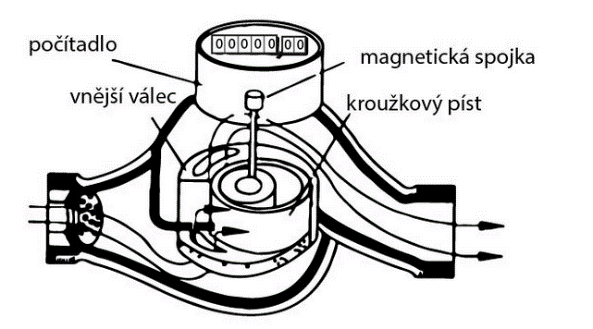 00000 00
počítadlo
magnetická spojka
vnější válec
kroužkový píst